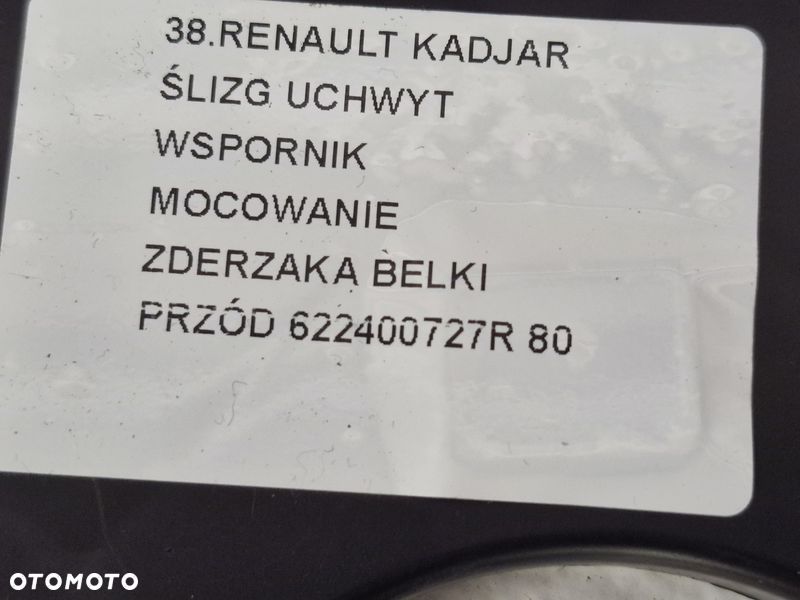 38.RENAULT KADJAR
ŚLIZG UCHWYT
WSPORNIK
MOCOWANIE
ZDERZAKA BELKI
PRZÓD 622400727R 80
OTOMOTO